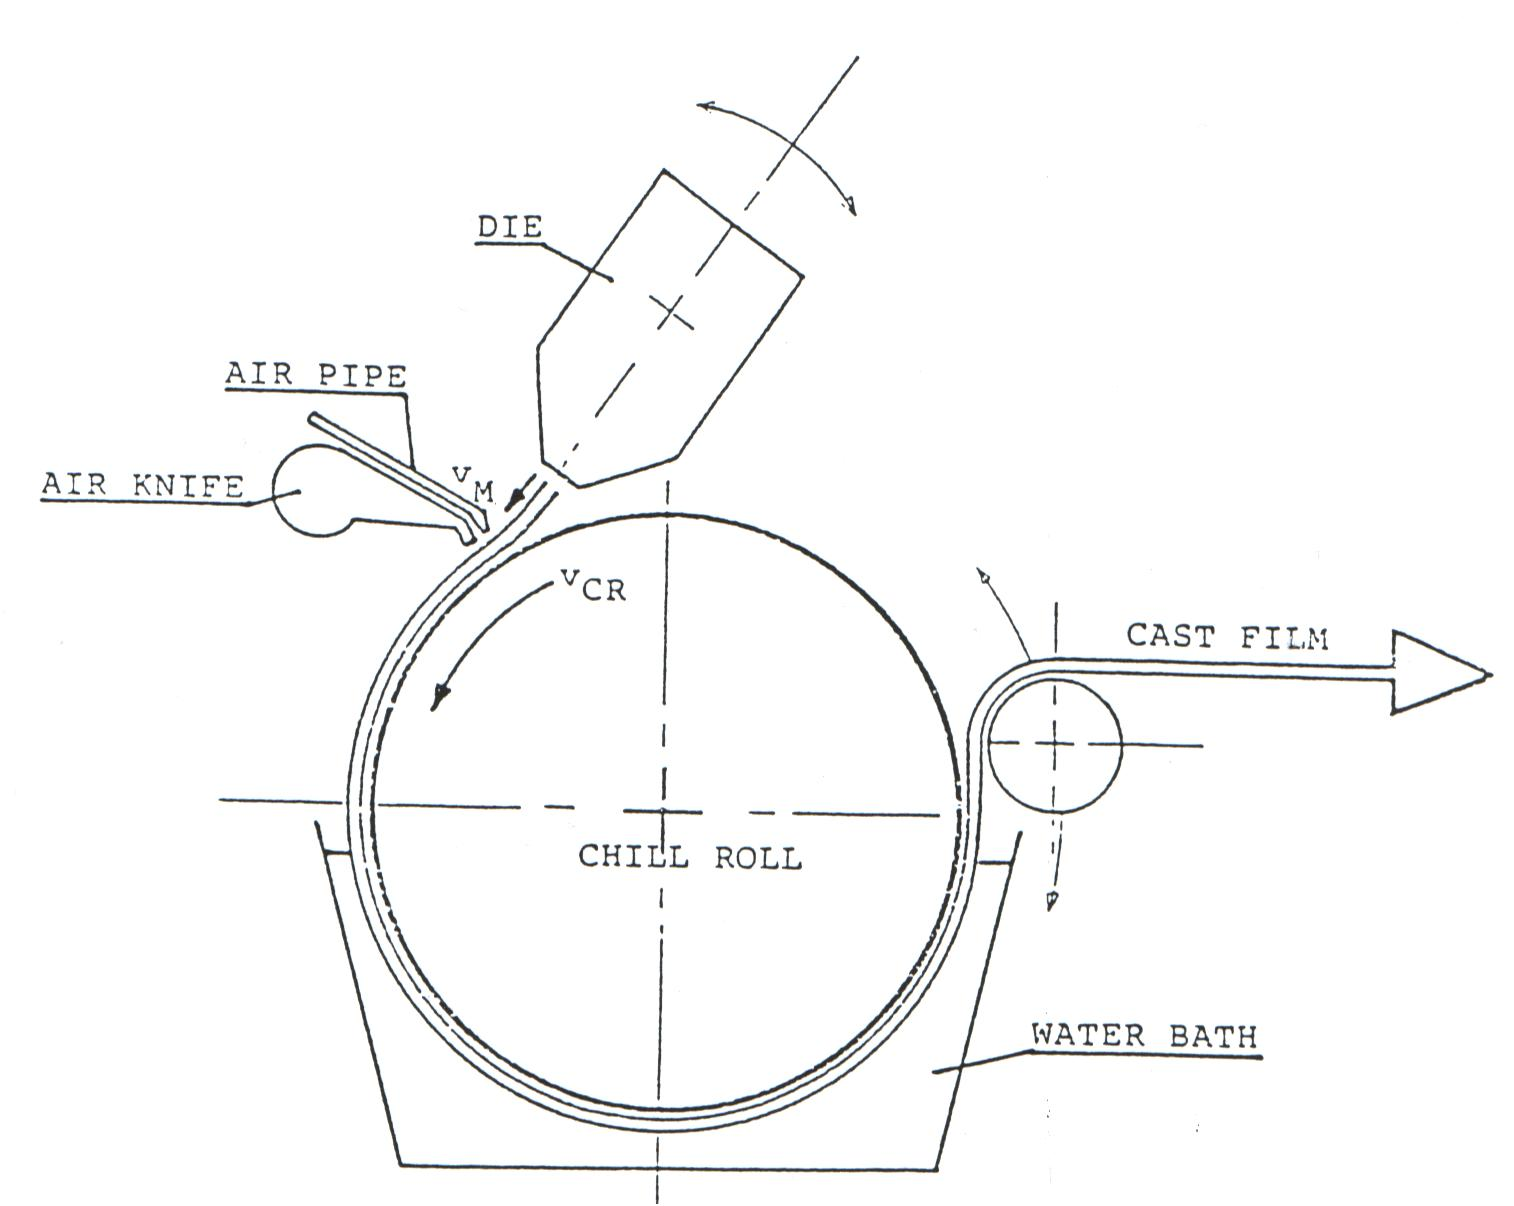 DIE
AIR PIPE
AIR KNIFE
vM
vCR
CAST FILM
CHILL ROLL
WATER BATH